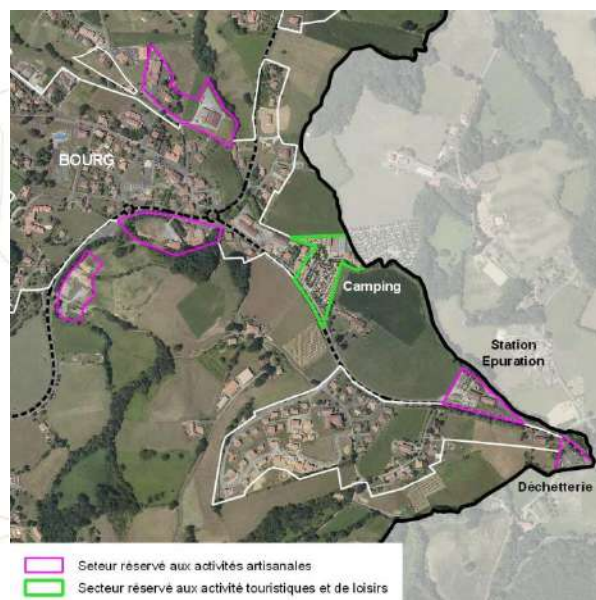 BOURG
Camping
Station
Epuration
Déchetterie
Seteur réservé aux activités artisanales
Secteur réservé aux activité touristiques et de loisirs